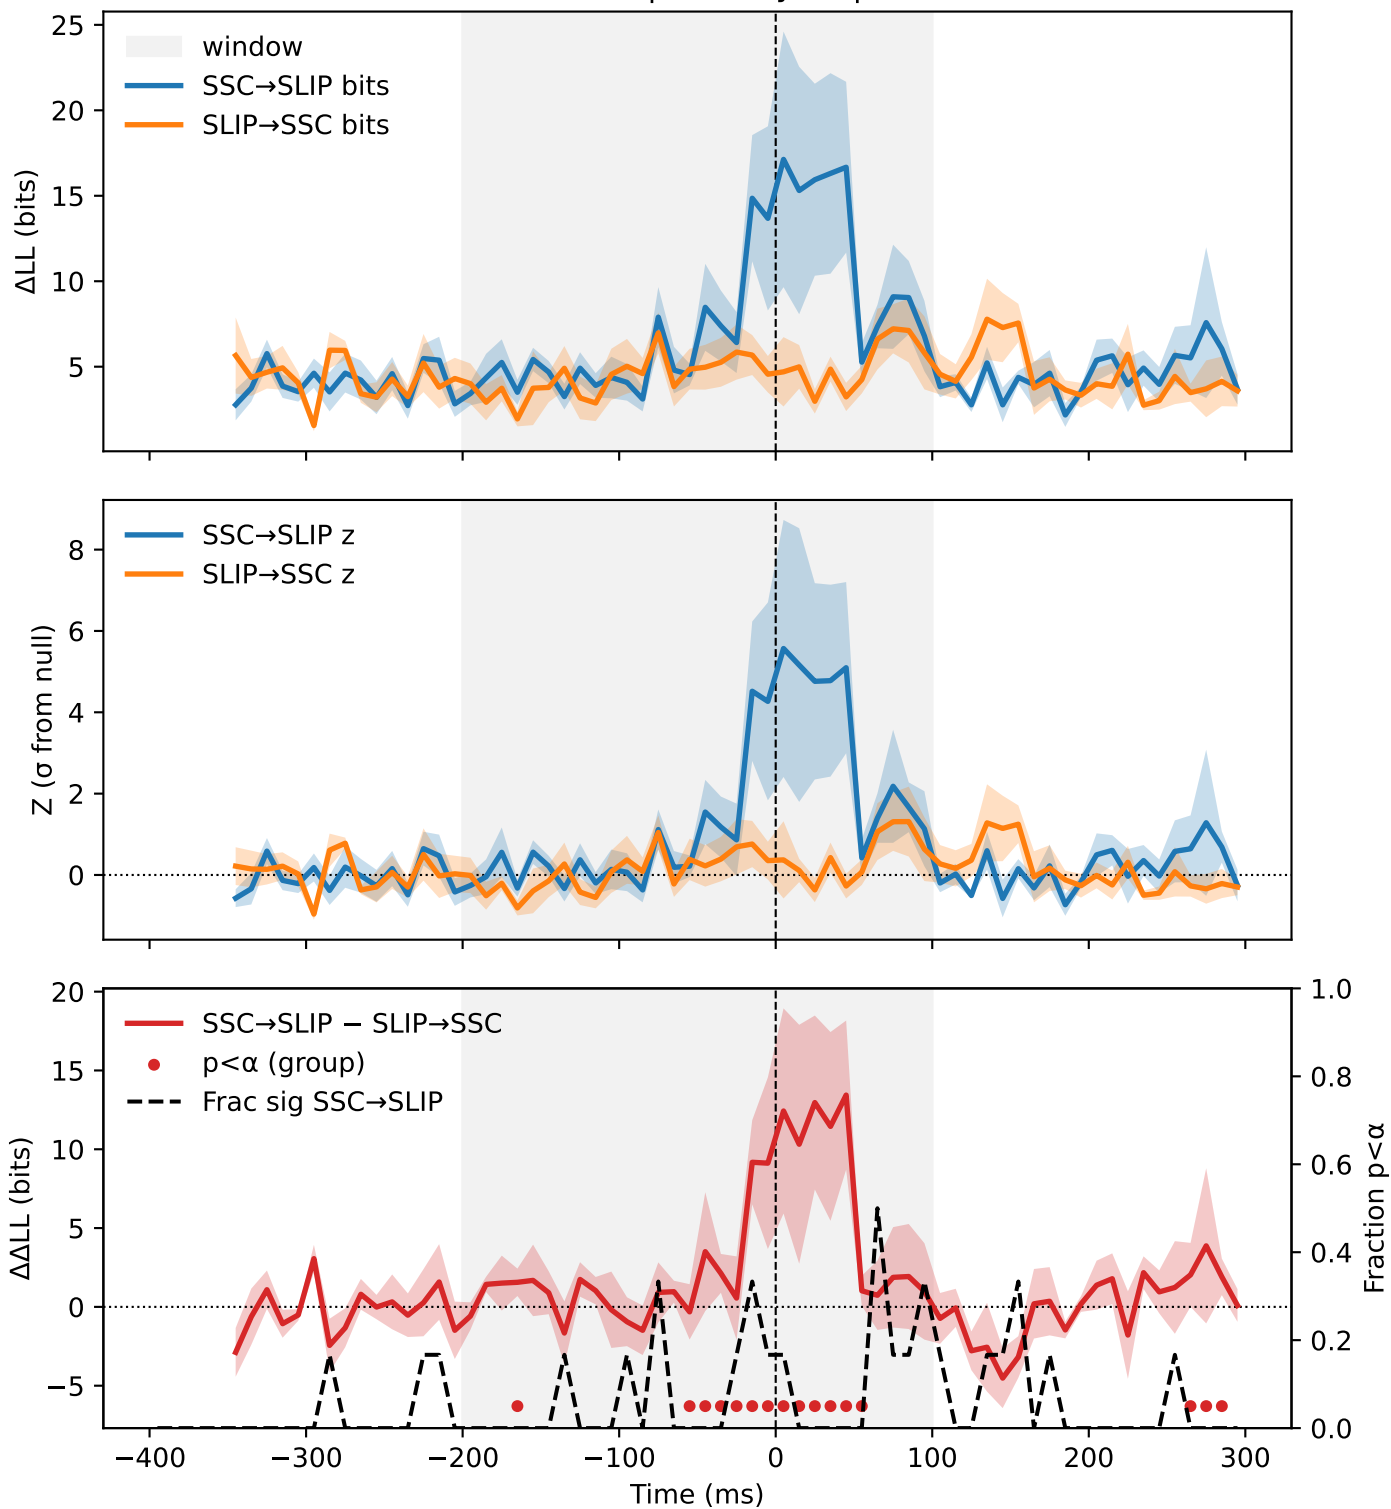 25
20
15
10
5
ΔLL (bits)
window
SSC→SLIP bits
SLIP→SSC bits
8
6
4
2
0
Z (σ from null)
SSC→SLIP z
SLIP→SSC z
20
15
10
5
0
−5
ΔΔLL (bits)
SSC→SLIP − SLIP→SSC
p<α (group)
Frac sig SSC→SLIP
1.0
0.8
0.6
0.4
0.2
0.0
Fraction p<α
−400 −300 −200 −100 0 100 200 300
Time (ms)